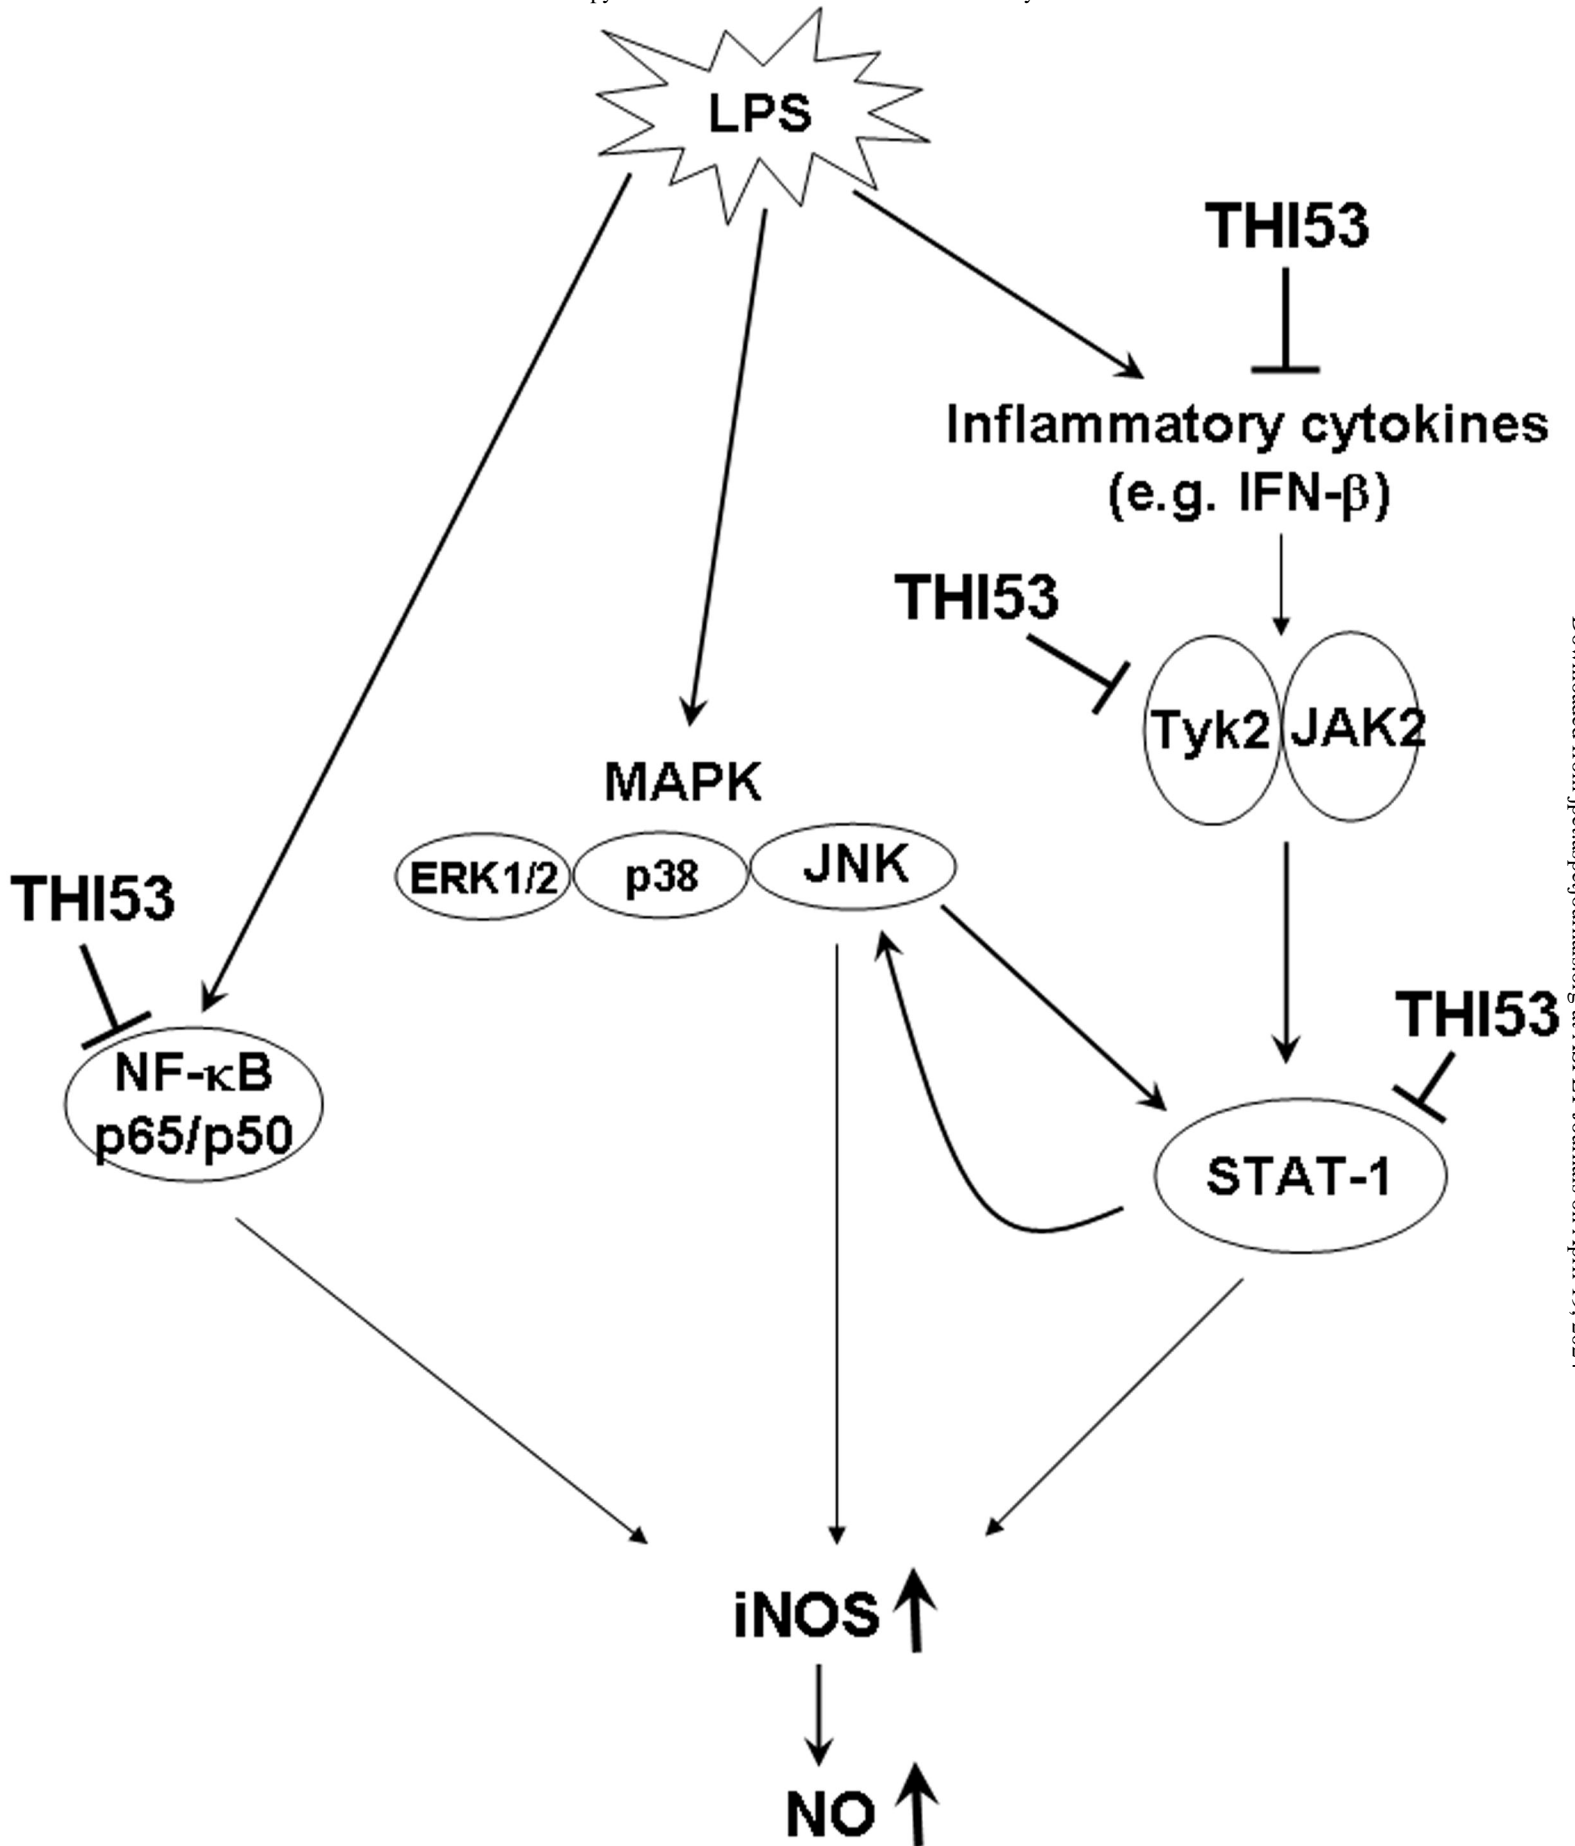 LPS
THI53
Inflammatory cytokines
(e.g. IFN-β)
THI53
Tyk2 JAK2
MAPK
ERK1/2 p38 JNK
THI53
NF-κB
p65/p50
THI53
STAT-1
iNOS
NO